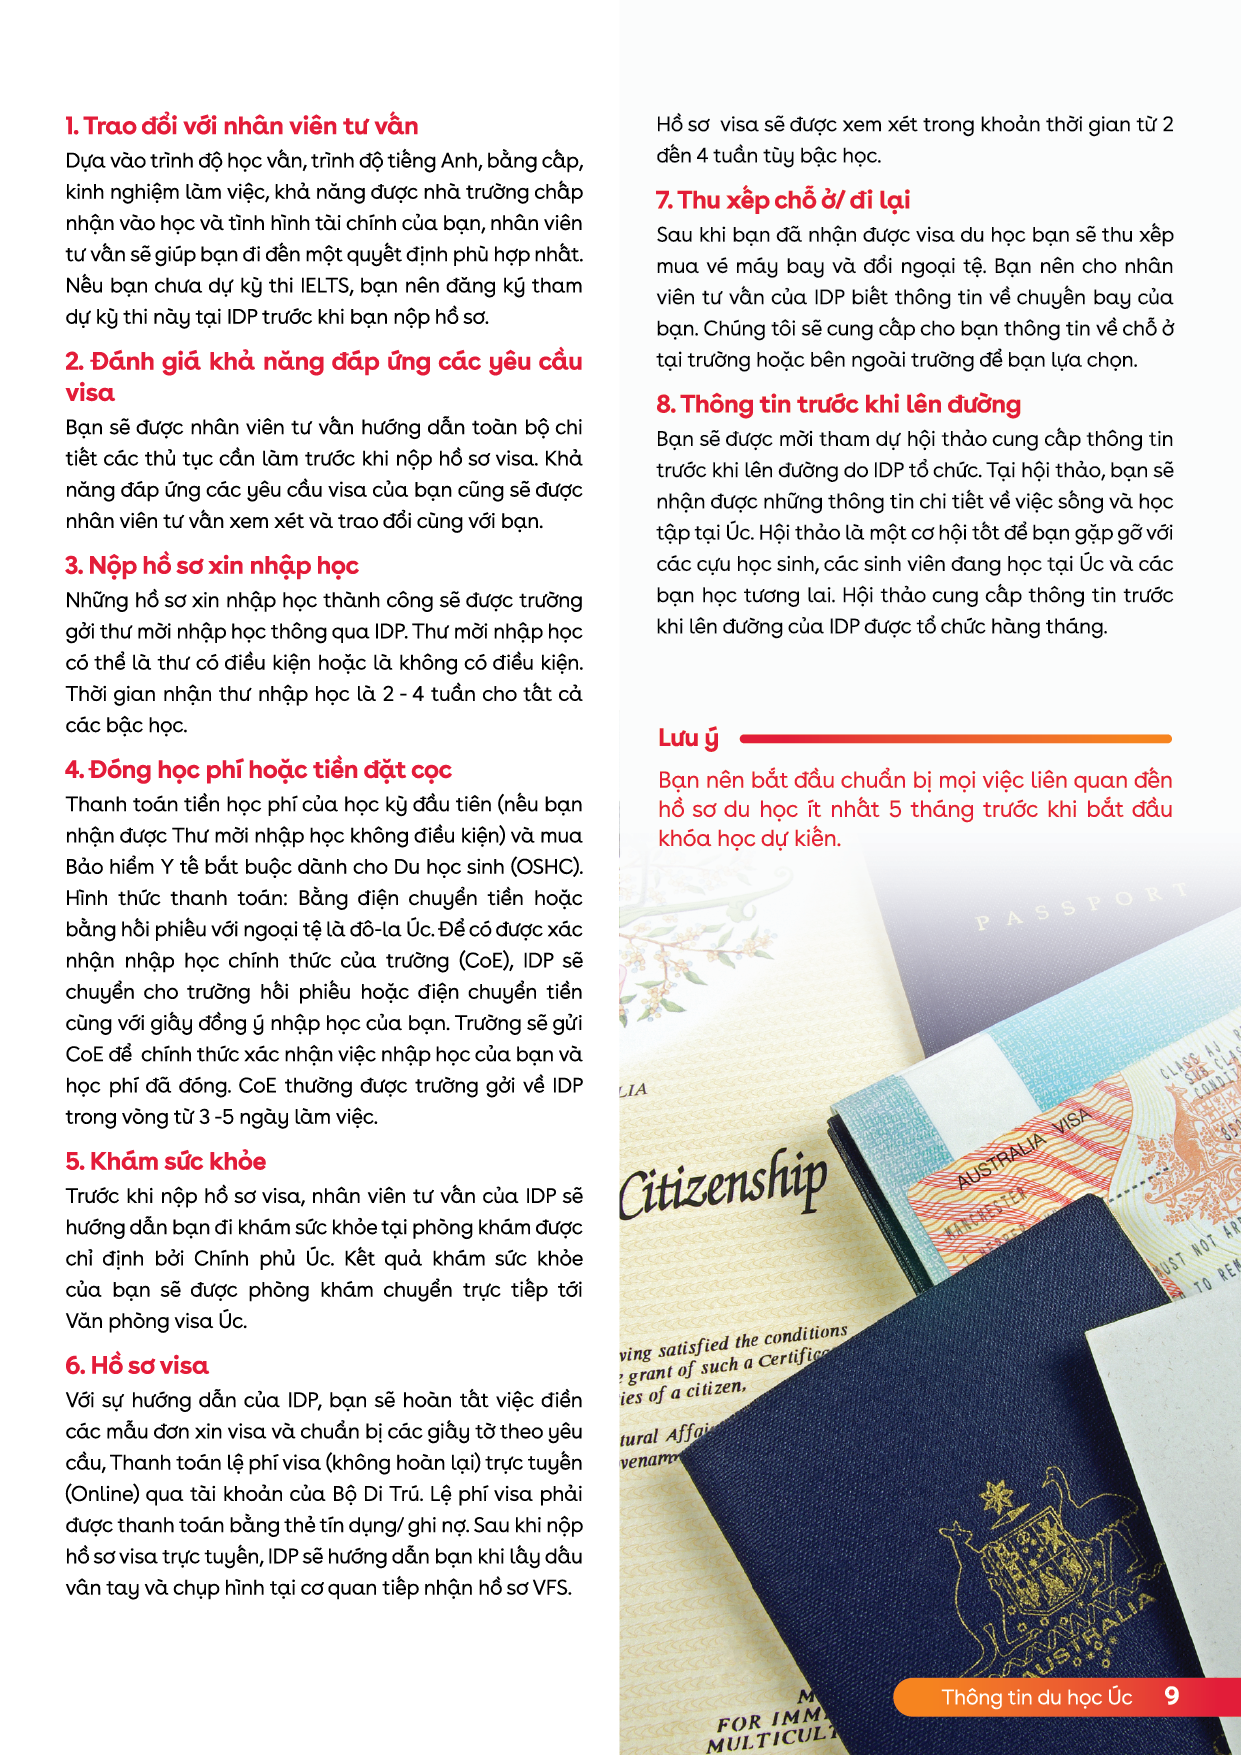 1. Trao đổi với nhân viên tư vấn
Dựa vào trình độ học vấn, trình độ tiếng Anh, bằng cấp,
kinh nghiệm làm việc, khả năng được nhà trường chấp
nhận vào học và tình hình tài chính của bạn, nhân viên
tư vấn sẽ giúp bạn đi đến một quyết định phù hợp nhất.
Nếu bạn chưa dự kỳ thi IELTS, bạn nên đăng ký tham
dự kỳ thi này tại IDP trước khi bạn nộp hồ sơ.
2. Đánh giá khả năng đáp ứng các yêu cầu
visa
Bạn sẽ được nhân viên tư vấn hướng dẫn toàn bộ chi
tiết các thủ tục cần làm trước khi nộp hồ sơ visa. Khả
năng đáp ứng các yêu cầu visa của bạn cũng sẽ được
nhân viên tư vấn xem xét và trao đổi cùng với bạn.
3. Nộp hồ sơ xin nhập học
Những hồ sơ xin nhập học thành công sẽ được trường
gởi thư mời nhập học thông qua IDP. Thư mời nhập học
có thể là thư có điều kiện hoặc là không có điều kiện.
Thời gian nhận thư nhập học là 2 - 4 tuần cho tất cả
các bậc học.
4. Đóng học phí hoặc tiền đặt cọc
Thanh toán tiền học phí của học kỳ đầu tiên (nếu bạn
nhận được Thư mời nhập học không điều kiện) và mua
Bảo hiểm Y tế bắt buộc dành cho Du học sinh (OSHC).
Hình thức thanh toán: Bằng điện chuyển tiền hoặc
bằng hối phiếu với ngoại tệ là đô-la Úc. Để có được xác
nhận nhập học chính thức của trường (CoE), IDP sẽ
chuyển cho trường hối phiếu hoặc điện chuyển tiền
cùng với giấy đồng ý nhập học của bạn. Trường sẽ gửi
CoE để chính thức xác nhận việc nhập học của bạn và
học phí đã đóng. CoE thường được trường gởi về IDP
trong vòng từ 3 -5 ngày làm việc.
5. Khám sức khỏe
Trước khi nộp hồ sơ visa, nhân viên tư vấn của IDP sẽ
hướng dẫn bạn đi khám sức khỏe tại phòng khám được
chỉ định bởi Chính phủ Úc. Kết quả khám sức khỏe
của bạn sẽ được phòng khám chuyển trực tiếp tới
Văn phòng visa Úc.
6. Hồ sơ visa
Với sự hướng dẫn của IDP, bạn sẽ hoàn tất việc điền
các mẫu đơn xin visa và chuẩn bị các giấy tờ theo yêu
cầu, Thanh toán lệ phí visa (không hoàn lại) trực tuyến
(Online) qua tài khoản của Bộ Di Trú. Lệ phí visa phải
được thanh toán bằng thẻ tín dụng/ ghi nợ. Sau khi nộp
hồ sơ visa trực tuyến, IDP sẽ hướng dẫn bạn khi lấy dấu
vân tay và chụp hình tại cơ quan tiếp nhận hồ sơ VFS.
Hồ sơ visa sẽ được xem xét trong khoản thời gian từ 2
đến 4 tuần tùy bậc học.
7. Thu xếp chỗ ở/ đi lại
Sau khi bạn đã nhận được visa du học bạn sẽ thu xếp
mua vé máy bay và đổi ngoại tệ. Bạn nên cho nhân
viên tư vấn của IDP biết thông tin về chuyến bay của
bạn. Chúng tôi sẽ cung cấp cho bạn thông tin về chỗ ở
tại trường hoặc bên ngoài trường để bạn lựa chọn.
8. Thông tin trước khi lên đường
Bạn sẽ được mời tham dự hội thảo cung cấp thông tin
trước khi lên đường do IDP tổ chức. Tại hội thảo, bạn sẽ
nhận được những thông tin chi tiết về việc sống và học
tập tại Úc. Hội thảo là một cơ hội tốt để bạn gặp gỡ với
các cựu học sinh, các sinh viên đang học tại Úc và các
bạn học tương lai. Hội thảo cung cấp thông tin trước
khi lên đường của IDP được tổ chức hàng tháng.
Lưu ý
Bạn nên bắt đầu chuẩn bị mọi việc liên quan đến
hồ sơ du học ít nhất 5 tháng trước khi bắt đầu
khóa học dự kiến.
PASSPORT
LIA
CLASS AJ
SUB CLAS
CONDIT
850
AUSTRALIA VISA
MANCHESTER
MUST NOT AR
TO REM
Citizenship
ving satisfied the conditions
grant of such a Certific
ies of a citizen,
tural Affai
venam
AUSTRALIA
M
FOR IMM
MULTICULT
Thông tin du học Úc 9